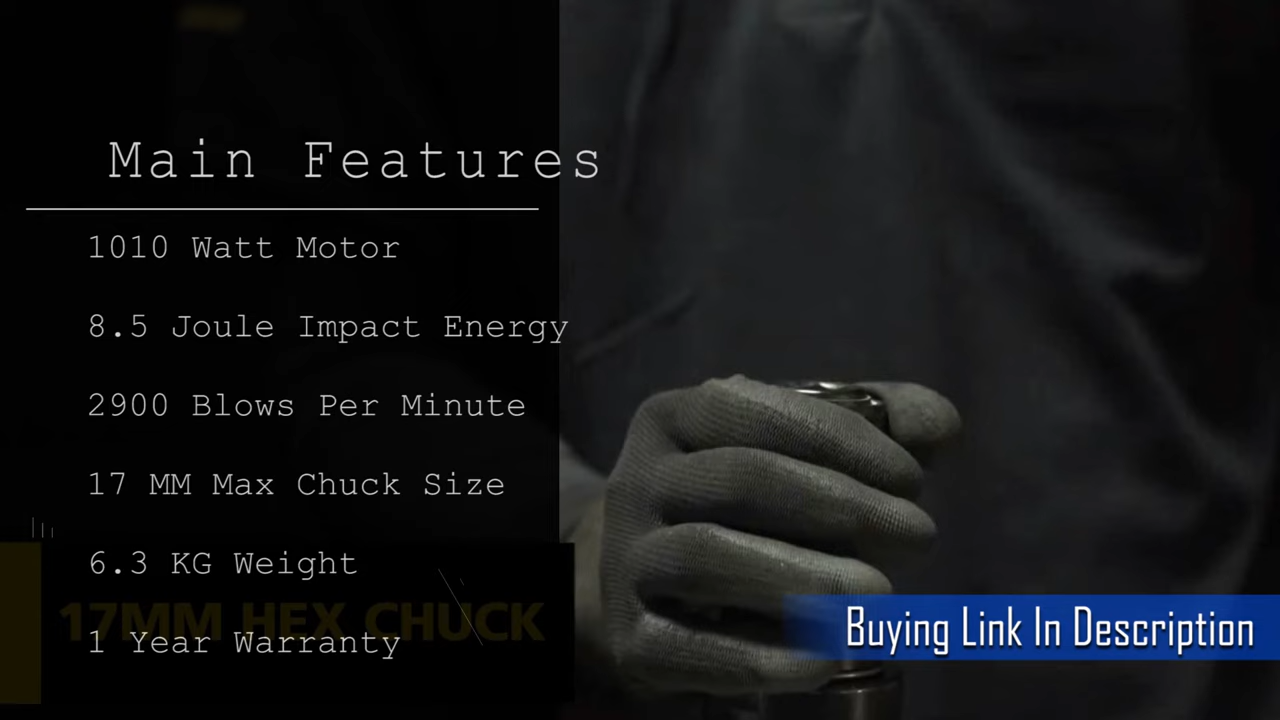 Main Features
1010 Watt Motor
8.5 Joule Impact Energy
2900 Blows Per Minute
17 MM Max Chuck Size
6.3 KG Weight
17MM HEX CHUCK
1 Year Warranty
Buying Link In Description